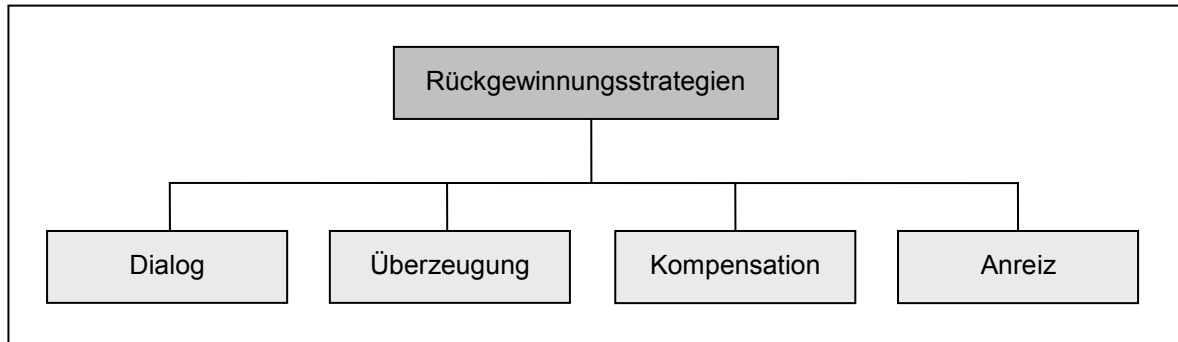 Rückgewinnungsstrategien
Dialog
Überzeugung
Kompensation
Anreiz